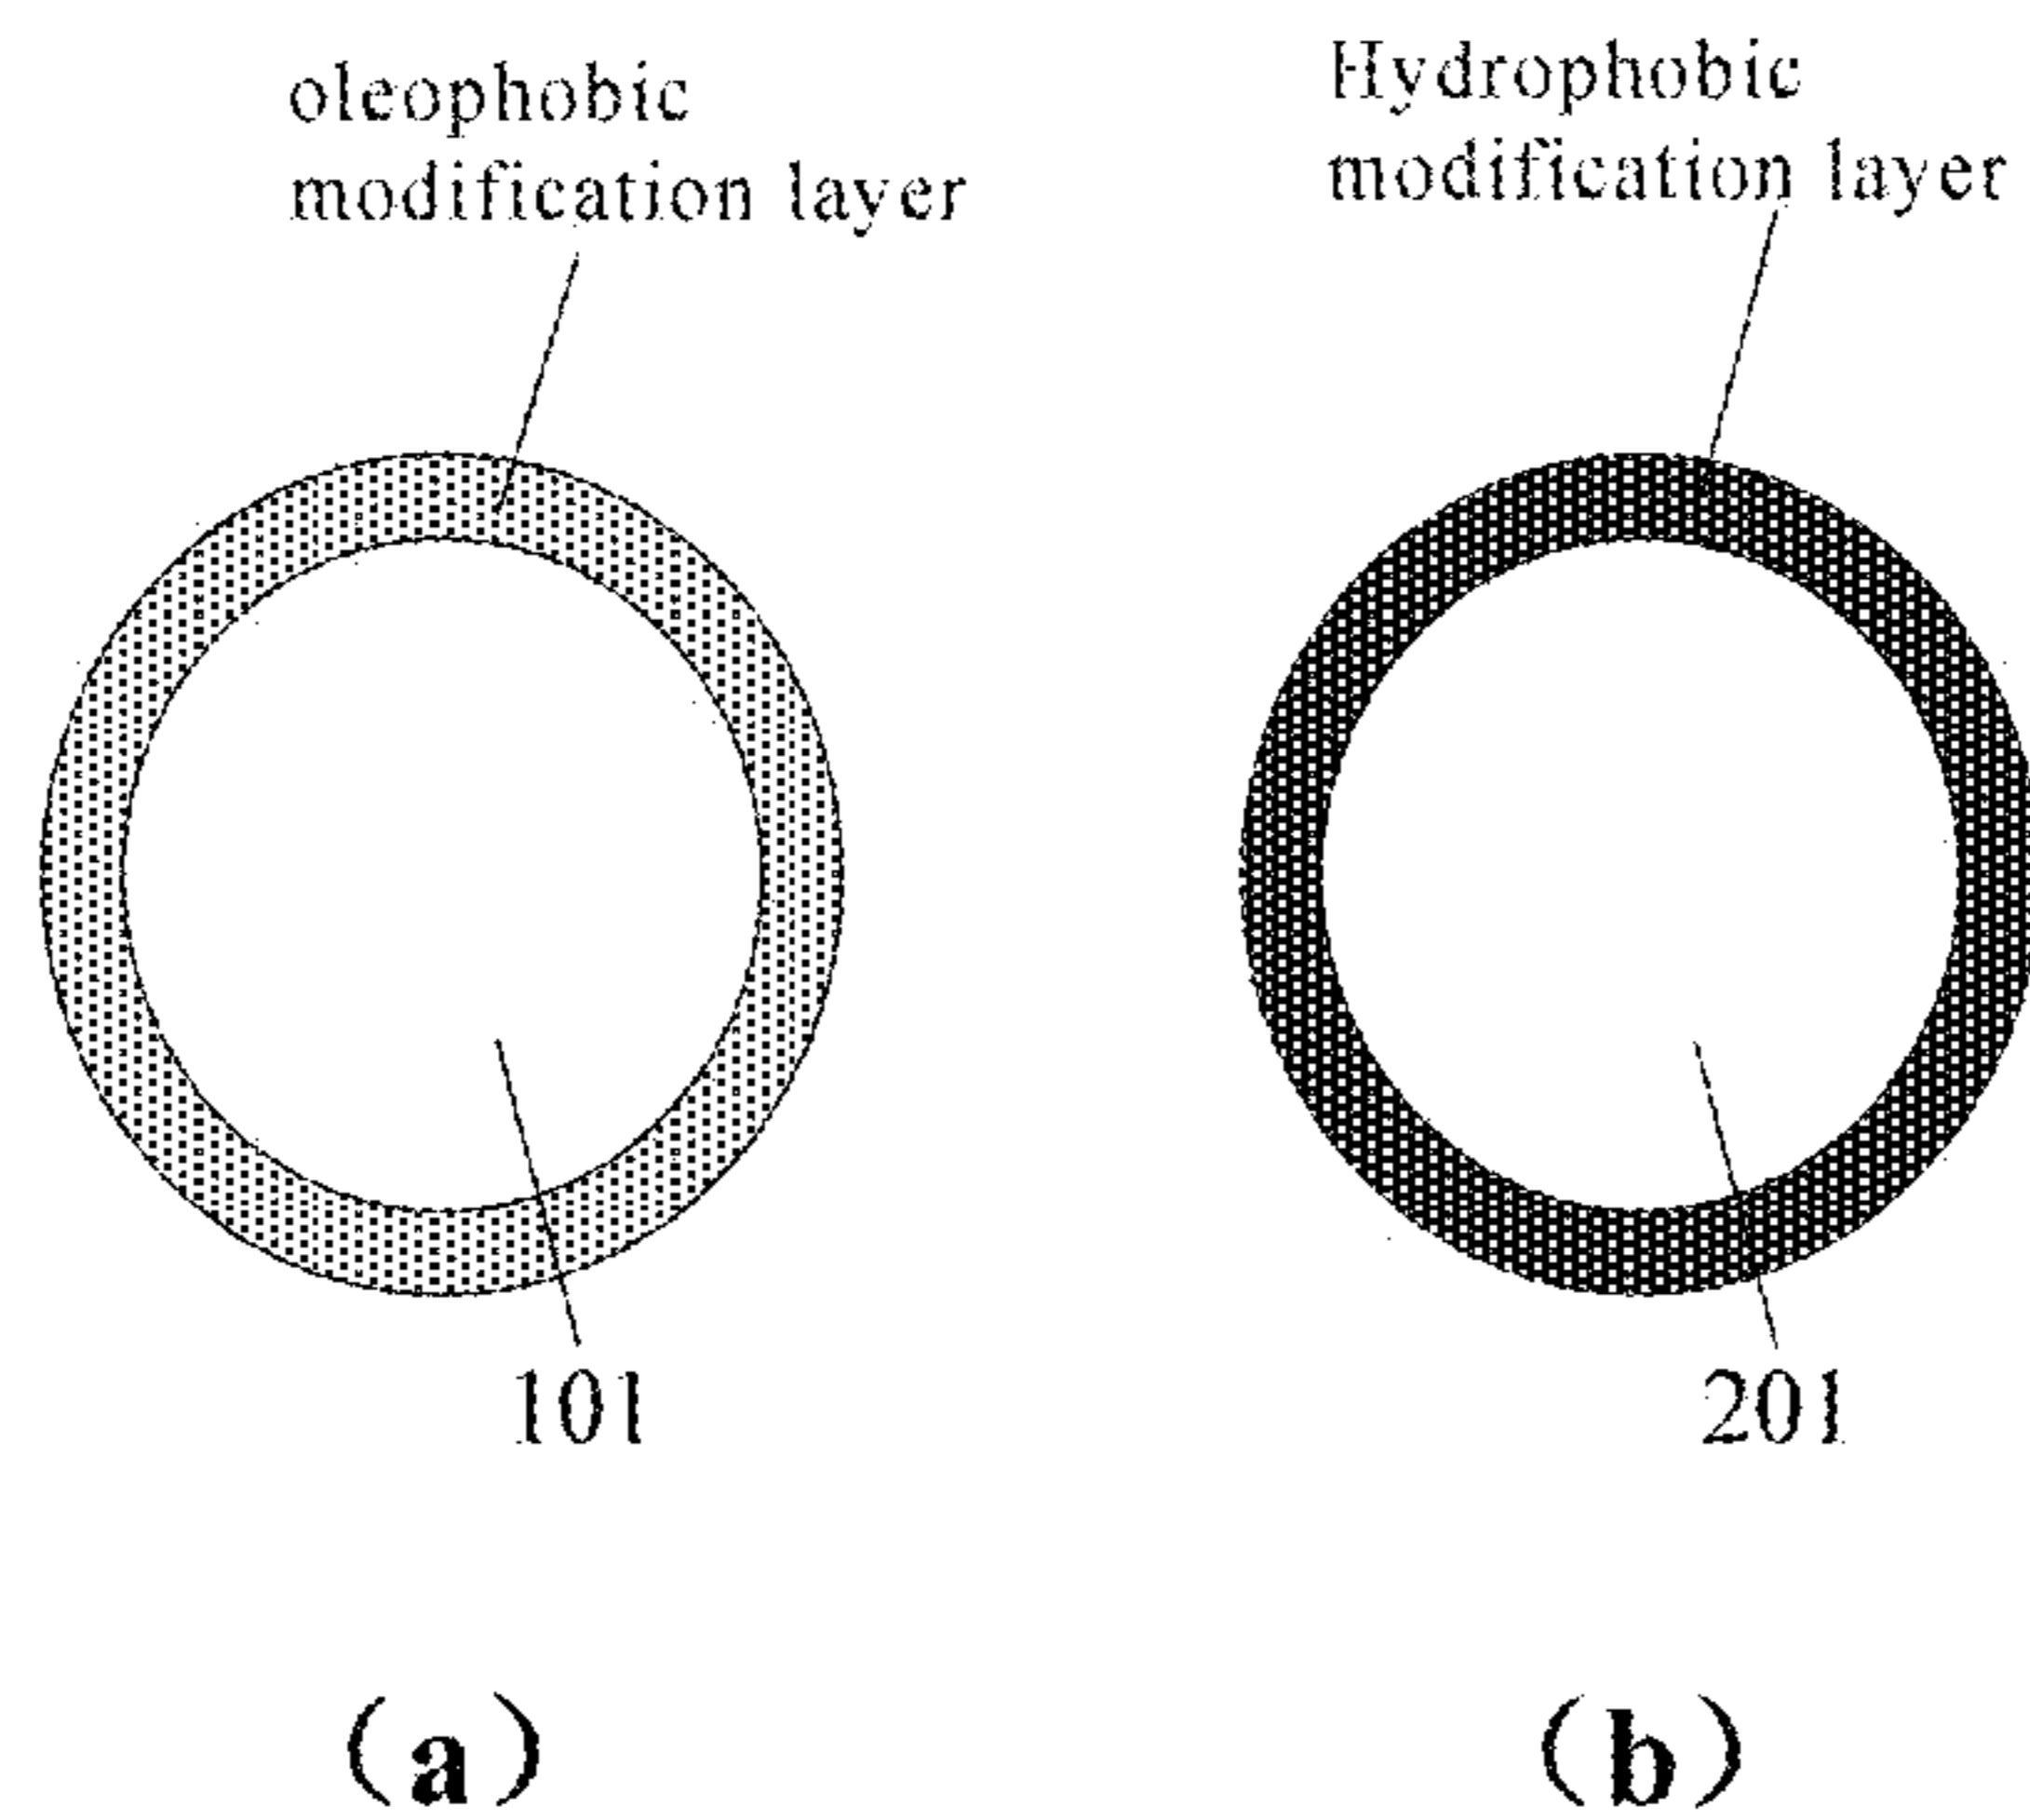 oleophobic
modification layer
Hydrophobic
modification layer
101
201
(a)
(b)